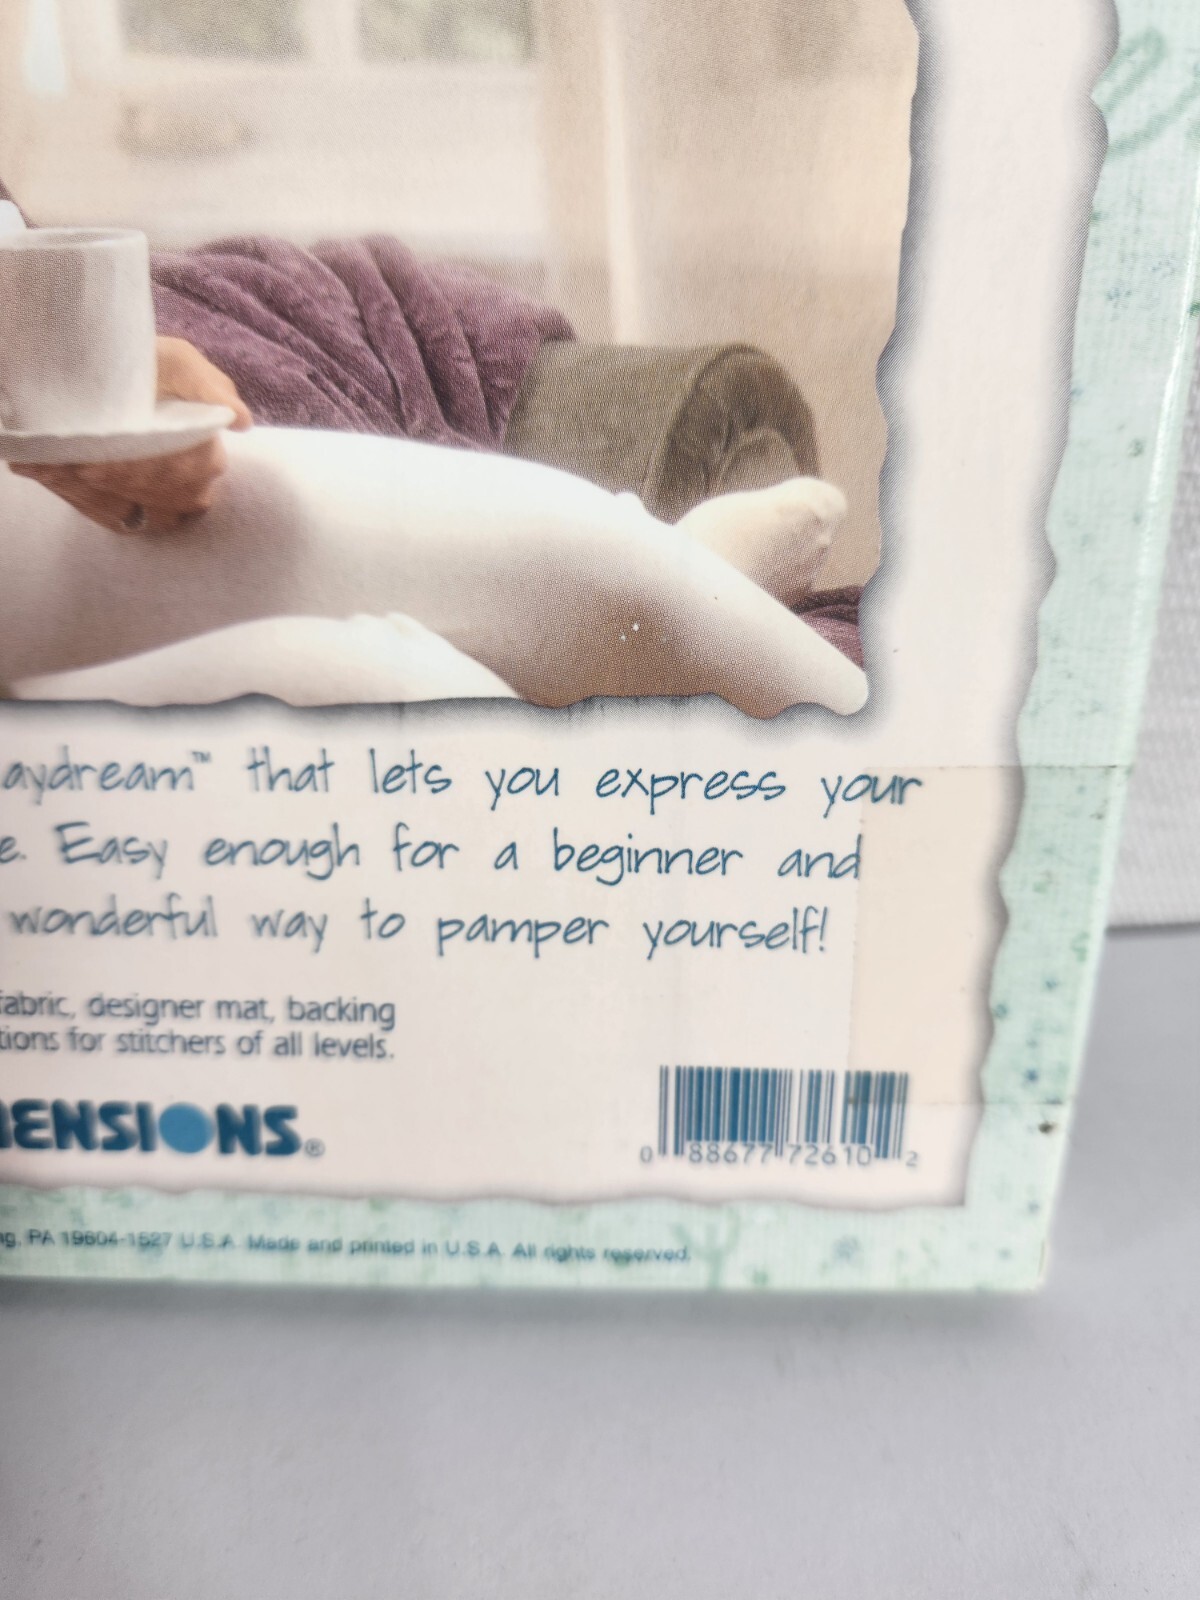 aydream™ that lets you express your
e. Easy enough for a beginner and
wonderful way to pamper yourself!
fabric, designer mat, backing
tions for stitchers of all levels.
ENSIONS®
0 88677 72610 2
ng, PA 19604-1527 U.S.A. Made and printed in U.S.A. All rights reserved.